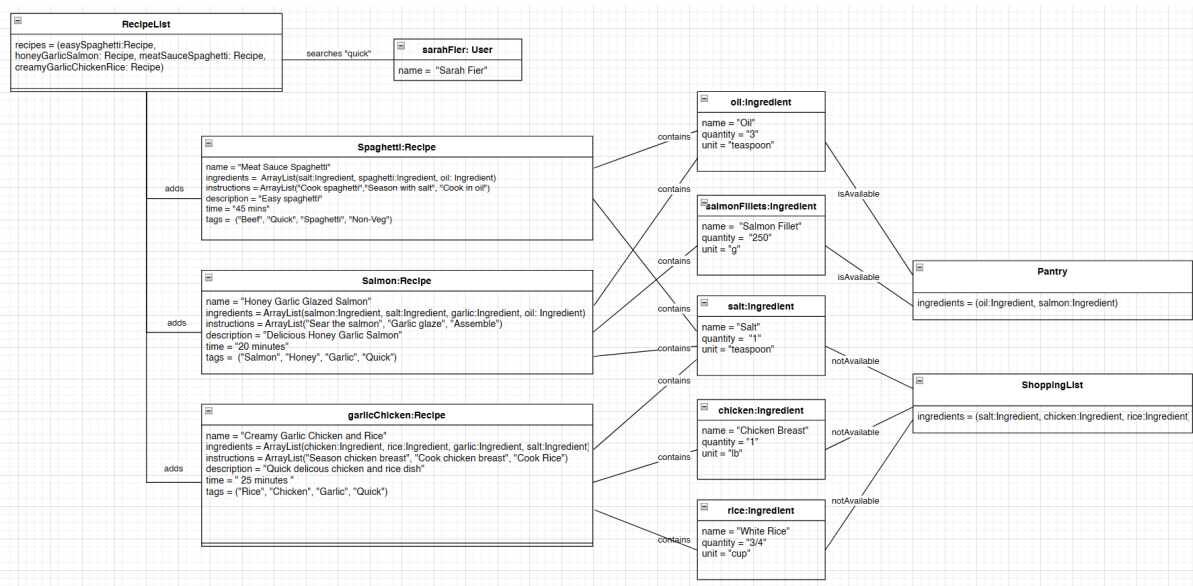 RecipeList
recipes = (easySpaghetti:Recipe,
honeyGarlicSalmon: Recipe, meatSauceSpaghetti: Recipe,
creamyGarlicChickenRice: Recipe)
searches "quick"
sarahFier: User
name = "Sarah Fier"
adds
Spaghetti:Recipe
name = "Meat Sauce Spaghetti"
ingredients = ArrayList(salt:Ingredient, spaghetti:Ingredient, oil: Ingredient)
instructions = ArrayList("Cook spaghetti","Season with salt", "Cook in oil")
description = "Easy spaghetti"
time = "45 mins"
tags = ("Beef", "Quick", "Spaghetti", "Non-Veg")
adds
Salmon:Recipe
name = "Honey Garlic Glazed Salmon"
ingredients = ArrayList(salmon:Ingredient, salt:Ingredient, garlic:Ingredient, oil: Ingredient)
instructions = ArrayList("Sear the salmon", "Garlic glaze", "Assemble")
description = "Delicious Honey Garlic Salmon"
time = "20 minutes"
tags = ("Salmon", "Honey", "Garlic", "Quick")
adds
garlicChicken:Recipe
name = "Creamy Garlic Chicken and Rice"
ingredients = ArrayList(chicken:Ingredient, rice:Ingredient, garlic:Ingredient, salt:Ingredient)
instructions = ArrayList("Season chicken breast", "Cook chicken breast", "Cook Rice")
description = "Quick delicous chicken and rice dish"
time = " 25 minutes "
tags = ("Rice", "Chicken", "Garlic", "Quick")
contains
contains
contains
contains
contains
contains
contains
contains
oil:Ingredient
name = "Oil"
quantity = "3"
unit = "teaspoon"
salmonFillets:Ingredient
name = "Salmon Fillet"
quantity = "250"
unit = "g"
salt:Ingredient
name = "Salt"
quantity = "1"
unit = "teaspoon"
chicken:Ingredient
name = "Chicken Breast"
quantity = "1"
unit = "lb"
rice:Ingredient
name = "White Rice"
quantity = "3/4"
unit = "cup"
isAvailable
isAvailable
notAvailable
notAvailable
notAvailable
Pantry
ingredients = (oil:Ingredient, salmon:Ingredient)
ShoppingList
ingredients = (salt:Ingredient, chicken:Ingredient, rice:Ingredient